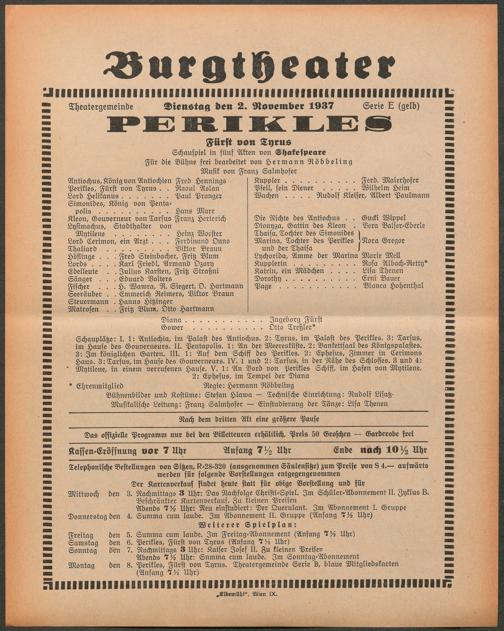 Burgtheater
Theatergemeinde Dienstag den 2. November 1937 Serie E (gelb)
PERIKLES
Fürst von Tyrus
Schauspiel in fünf Akten von Shakespeare
Für die Bühne frei bearbeitet von Hermann Röbbeling
Musik von Franz Salmhofer
Antiochus, König von Antiochien Fred Hennings
Perikles, Fürst von Tyrus . . Raoul Aslan
Lord Helikanus . . . . . Paul Pranger
Simonides, König von Penta-
polis . . . . . . . . Hans Marr
Kleon, Gouverneur von Tarsus Franz Herterich
Lysimachus, Statthalter von
Mytilene . . . . . . . Heinz Woester
Lord Cerimon, ein Arzt . . . Ferdinand Onno
Thaliard . . . . . . . . Viktor Braun
Höflinge . . Fred Steinbacher, Fritz Blum
Lords . . Karl Friedl, Armand Ozory
Edelleute . Julius Karsten, Fritz Straßni
Sänger . . . Eduard Volters
Fischer . . H. Wawra, R. Siegert, O. Hartmann
Seeräuber . Emmerich Reimers, Viktor Braun
Steuermann . Hanns Hitzinger
Matrosen . . Fritz Blum, Otto Hartmann
Kuppler . . . . . . . . . Ferd. Maierhofer
Pfeil, sein Diener . . . . . Wilhelm Heim
Wachen . . . Rudolf Kleiser, Albert Paulmann
Die Nichte des Antiochus . . Gucki Wippel
Dionyza, Gattin des Kleon . Vera Balser-Eberle
Thaisa, Tochter des Simonides
Marina, Tochter des Perikles
und der Thaisa . . . . . . Nora Gregor
Lychorida, Amme der Marina Marie Mell
Kupplerin . . . . . . . . Rosa Albach-Retty*
Katrin, ein Mädchen . . . . Lisa Thenen
Dorothy . . . . . . . . . Erni Bauer
Page . . . . . . . . . . Bianca Hohenthal
Diana . . . . . . . . . Ingeborg Fürst
Gower . . . . . . . . . Otto Treßler*
Schauplätze: I. 1: Antiochia, im Palast des Antiochus. 2: Tyrus, im Palast des Perikles. 3: Tarsus,
im Hause des Gouverneurs. II. Pentapolis. 1: An der Meeresküste. 2: Bankettsaal des Königspalastes.
3: Im königlichen Garten. III. 1: Auf dem Schiff des Perikles. 2: Ephesus, Zimmer in Cerimons
Haus. 3: Tarsus, im Hause des Gouverneurs. IV. 1 und 2: Tarsus, in der Nähe des Schlosses. 3 und 4:
Mytilene, in einem verrufenen Hause. V. 1: An Bord von Perikles Schiff, im Hafen von Mytilene.
2: Ephesus, im Tempel der Diana
* Ehrenmitglied Regie: Hermann Röbbeling
Bühnenbilder und Kostüme: Stefan Hlawa — Technische Einrichtung: Rudolf
Musikalische Leitung: Franz Salmhofer — Einstudierung der Tänze: Lisa Thenen
Nach dem dritten Akt eine größere Pause
Das offizielle Programm nur bei den Billetteuren erhältlich. Preis 50 Groschen — Garderobe frei
Kassen-Eröffnung vor 7 Uhr Anfang 7½ Uhr Ende nach 10½ Uhr
Telephonische Bestellungen von Sitzen, R-28-320 (ausgenommen Säulensitze) zum Preise von S 4.— aufwärts
werden für folgende Vorstellungen entgegengenommen
Der Kartenverkauf findet heute statt für obige Vorstellung und für
Mittwoch den 3. Nachmittags 3 Uhr: Das Nachfolge Christi-Spiel. Im Schüler-Abonnement II. Zyklus B.
Beschränkter Kartenverkauf. Zu kleinen Preisen
Abends 7½ Uhr: Neu einstudiert: Der Querulant. Im Abonnement I. Gruppe
Donnerstag den 4. Summa cum laude. Im Abonnement II. Gruppe (Anfang 7½ Uhr)
Weiterer Spielplan:
Freitag den 5. Summa cum laude. Im Freitag-Abonnement (Anfang 7½ Uhr)
Samstag den 6. Perikles, Fürst von Tyrus (Anfang 7½ Uhr)
Sonntag den 7. Nachmittags 3 Uhr: Kaiser Josef II. Zu kleinen Preisen
7. Abends 7½ Uhr: Summa cum laude. Im Sonntag-Abonnement
Montag den 8. Perikles, Fürst von Tyrus. Theatergemeinde Serie B, blaue Mitgliedskarten
(Anfang 7½ Uhr)
„Elbemühl“, Wien IX.